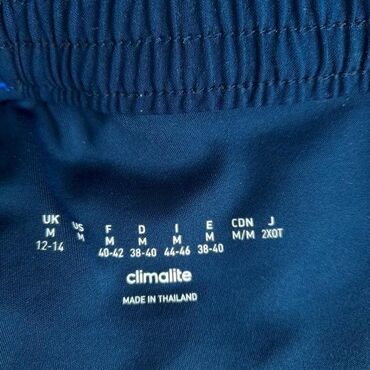 UK US F D I E CDN J
M M M M M M M/M 2XOT
12-14 40-42 38-40 44-46 38-40
climalite
MADE IN THAILAND